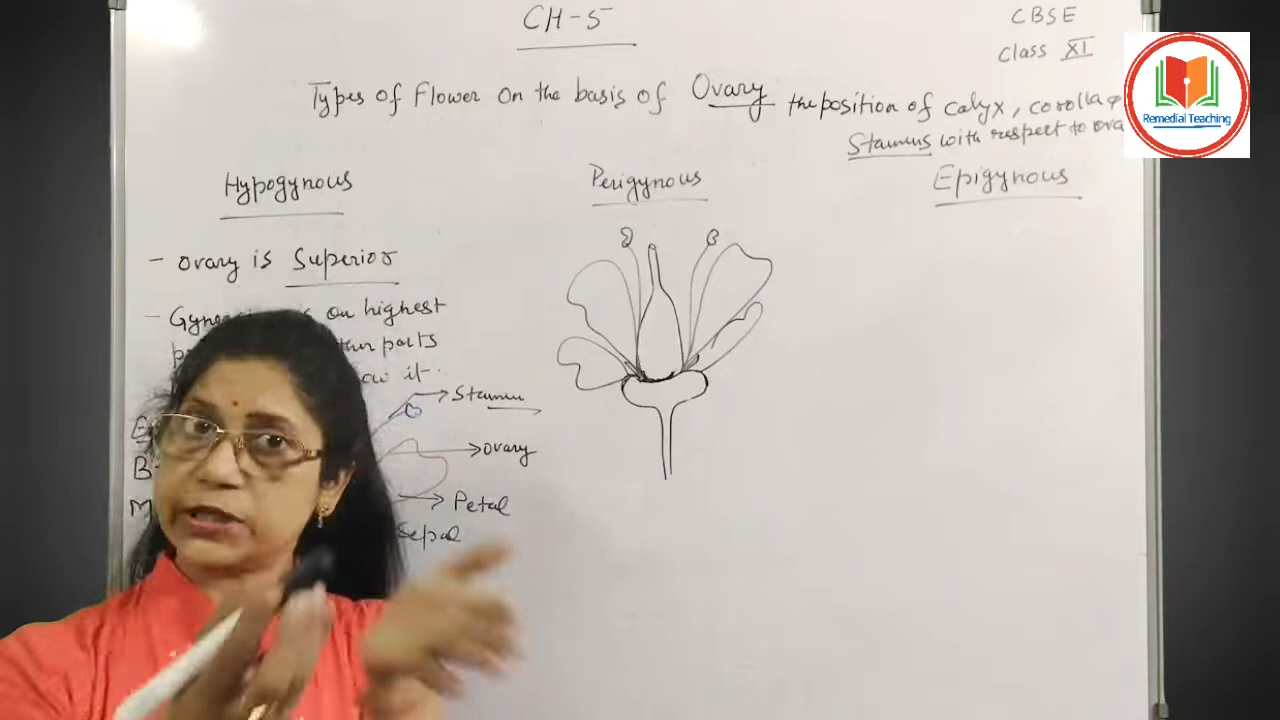 CH-5
CBSE
Class XI
Types of Flower on the basis of Ovary the position of calyx, corolla &
Stamens with respect to ova
Remedial Teaching
Hypogynous
Perigynous
Epigynous
- ovary is Superior
- on highest
parts
it.
Stamen
ovary
Petal
Sepal